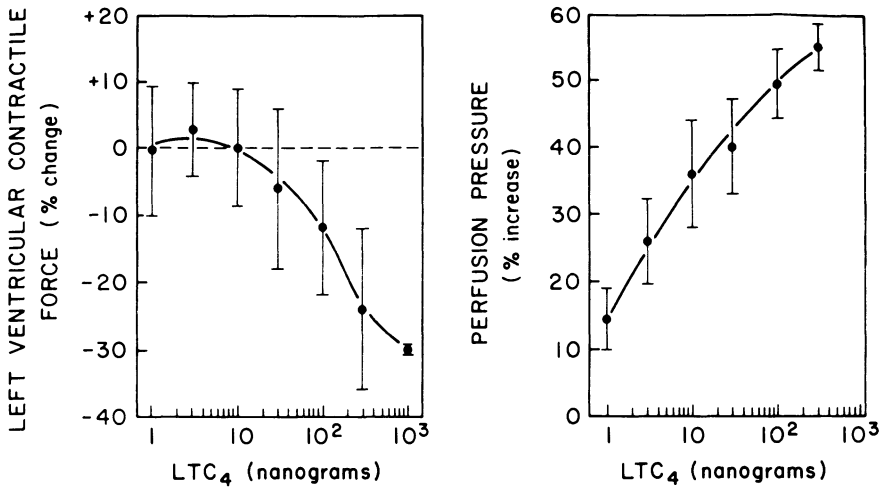 LEFT VENTRICULAR CONTRACTILE
FORCE (% change)
+20
+10
0
-10
-20
-30
-40
1 10 10² 10³
LTC₄ (nanograms)
PERFUSION PRESSURE
(% increase)
60
50
40
30
20
10
0
1 10 10² 10³
LTC₄ (nanograms)